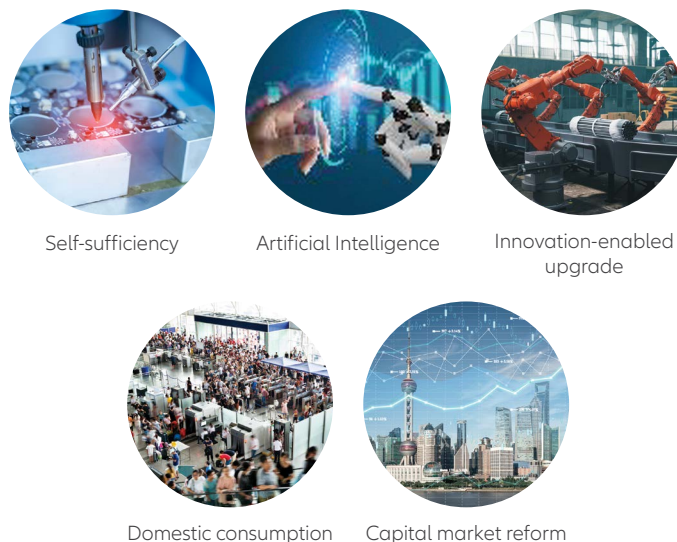 Self-sufficiency
Artificial Intelligence
Innovation-enabled
upgrade
Domestic consumption
Capital market reform